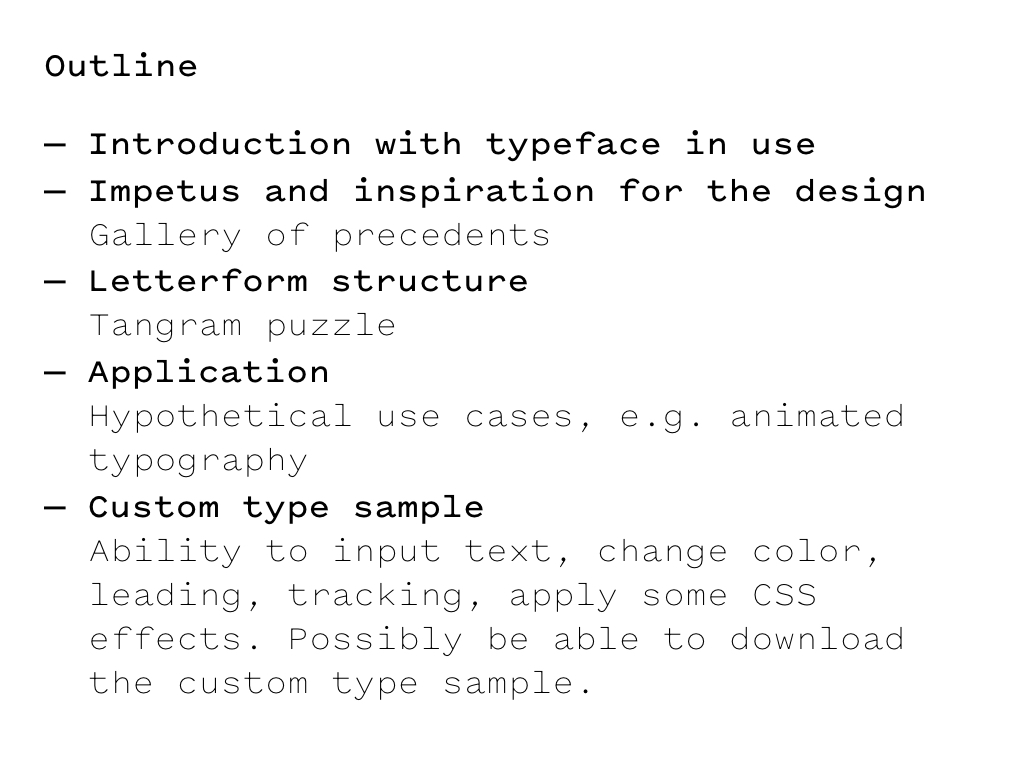 Outline
— Introduction with typeface in use
— Impetus and inspiration for the design
Gallery of precedents
— Letterform structure
Tangram puzzle
— Application
Hypothetical use cases, e.g. animated
typography
— Custom type sample
Ability to input text, change color,
leading, tracking, apply some CSS
effects. Possibly be able to download
the custom type sample.